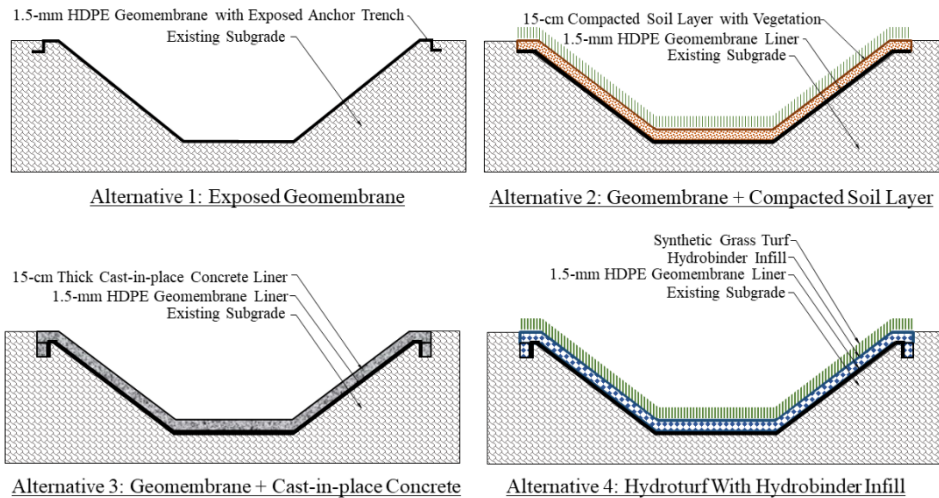 1.5-mm HDPE Geomembrane with Exposed Anchor Trench
Existing Subgrade
Alternative 1: Exposed Geomembrane
15-cm Compacted Soil Layer with Vegetation
1.5-mm HDPE Geomembrane Liner
Existing Subgrade
Alternative 2: Geomembrane + Compacted Soil Layer
15-cm Thick Cast-in-place Concrete Liner
1.5-mm HDPE Geomembrane Liner
Existing Subgrade
Alternative 3: Geomembrane + Cast-in-place Concrete
Synthetic Grass Turf
Hydrobinder Infill
1.5-mm HDPE Geomembrane Liner
Existing Subgrade
Alternative 4: Hydroturf With Hydrobinder Infill